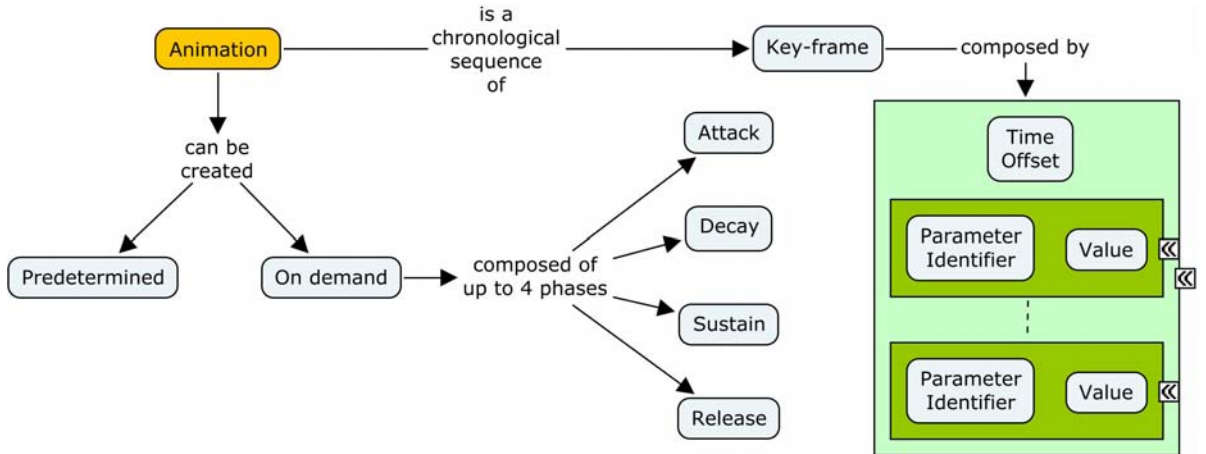 Animation
is a
chronological
sequence
of
Key-frame
composed by
can be
created
Predetermined
On demand
composed of
up to 4 phases
Attack
Decay
Sustain
Release
Time
Offset
Parameter
Identifier
Value
Parameter
Identifier
Value